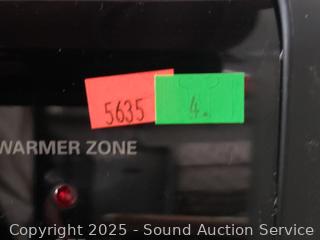 5635 4.
WARMER ZONE
Copyright 2025 - Sound Auction Service